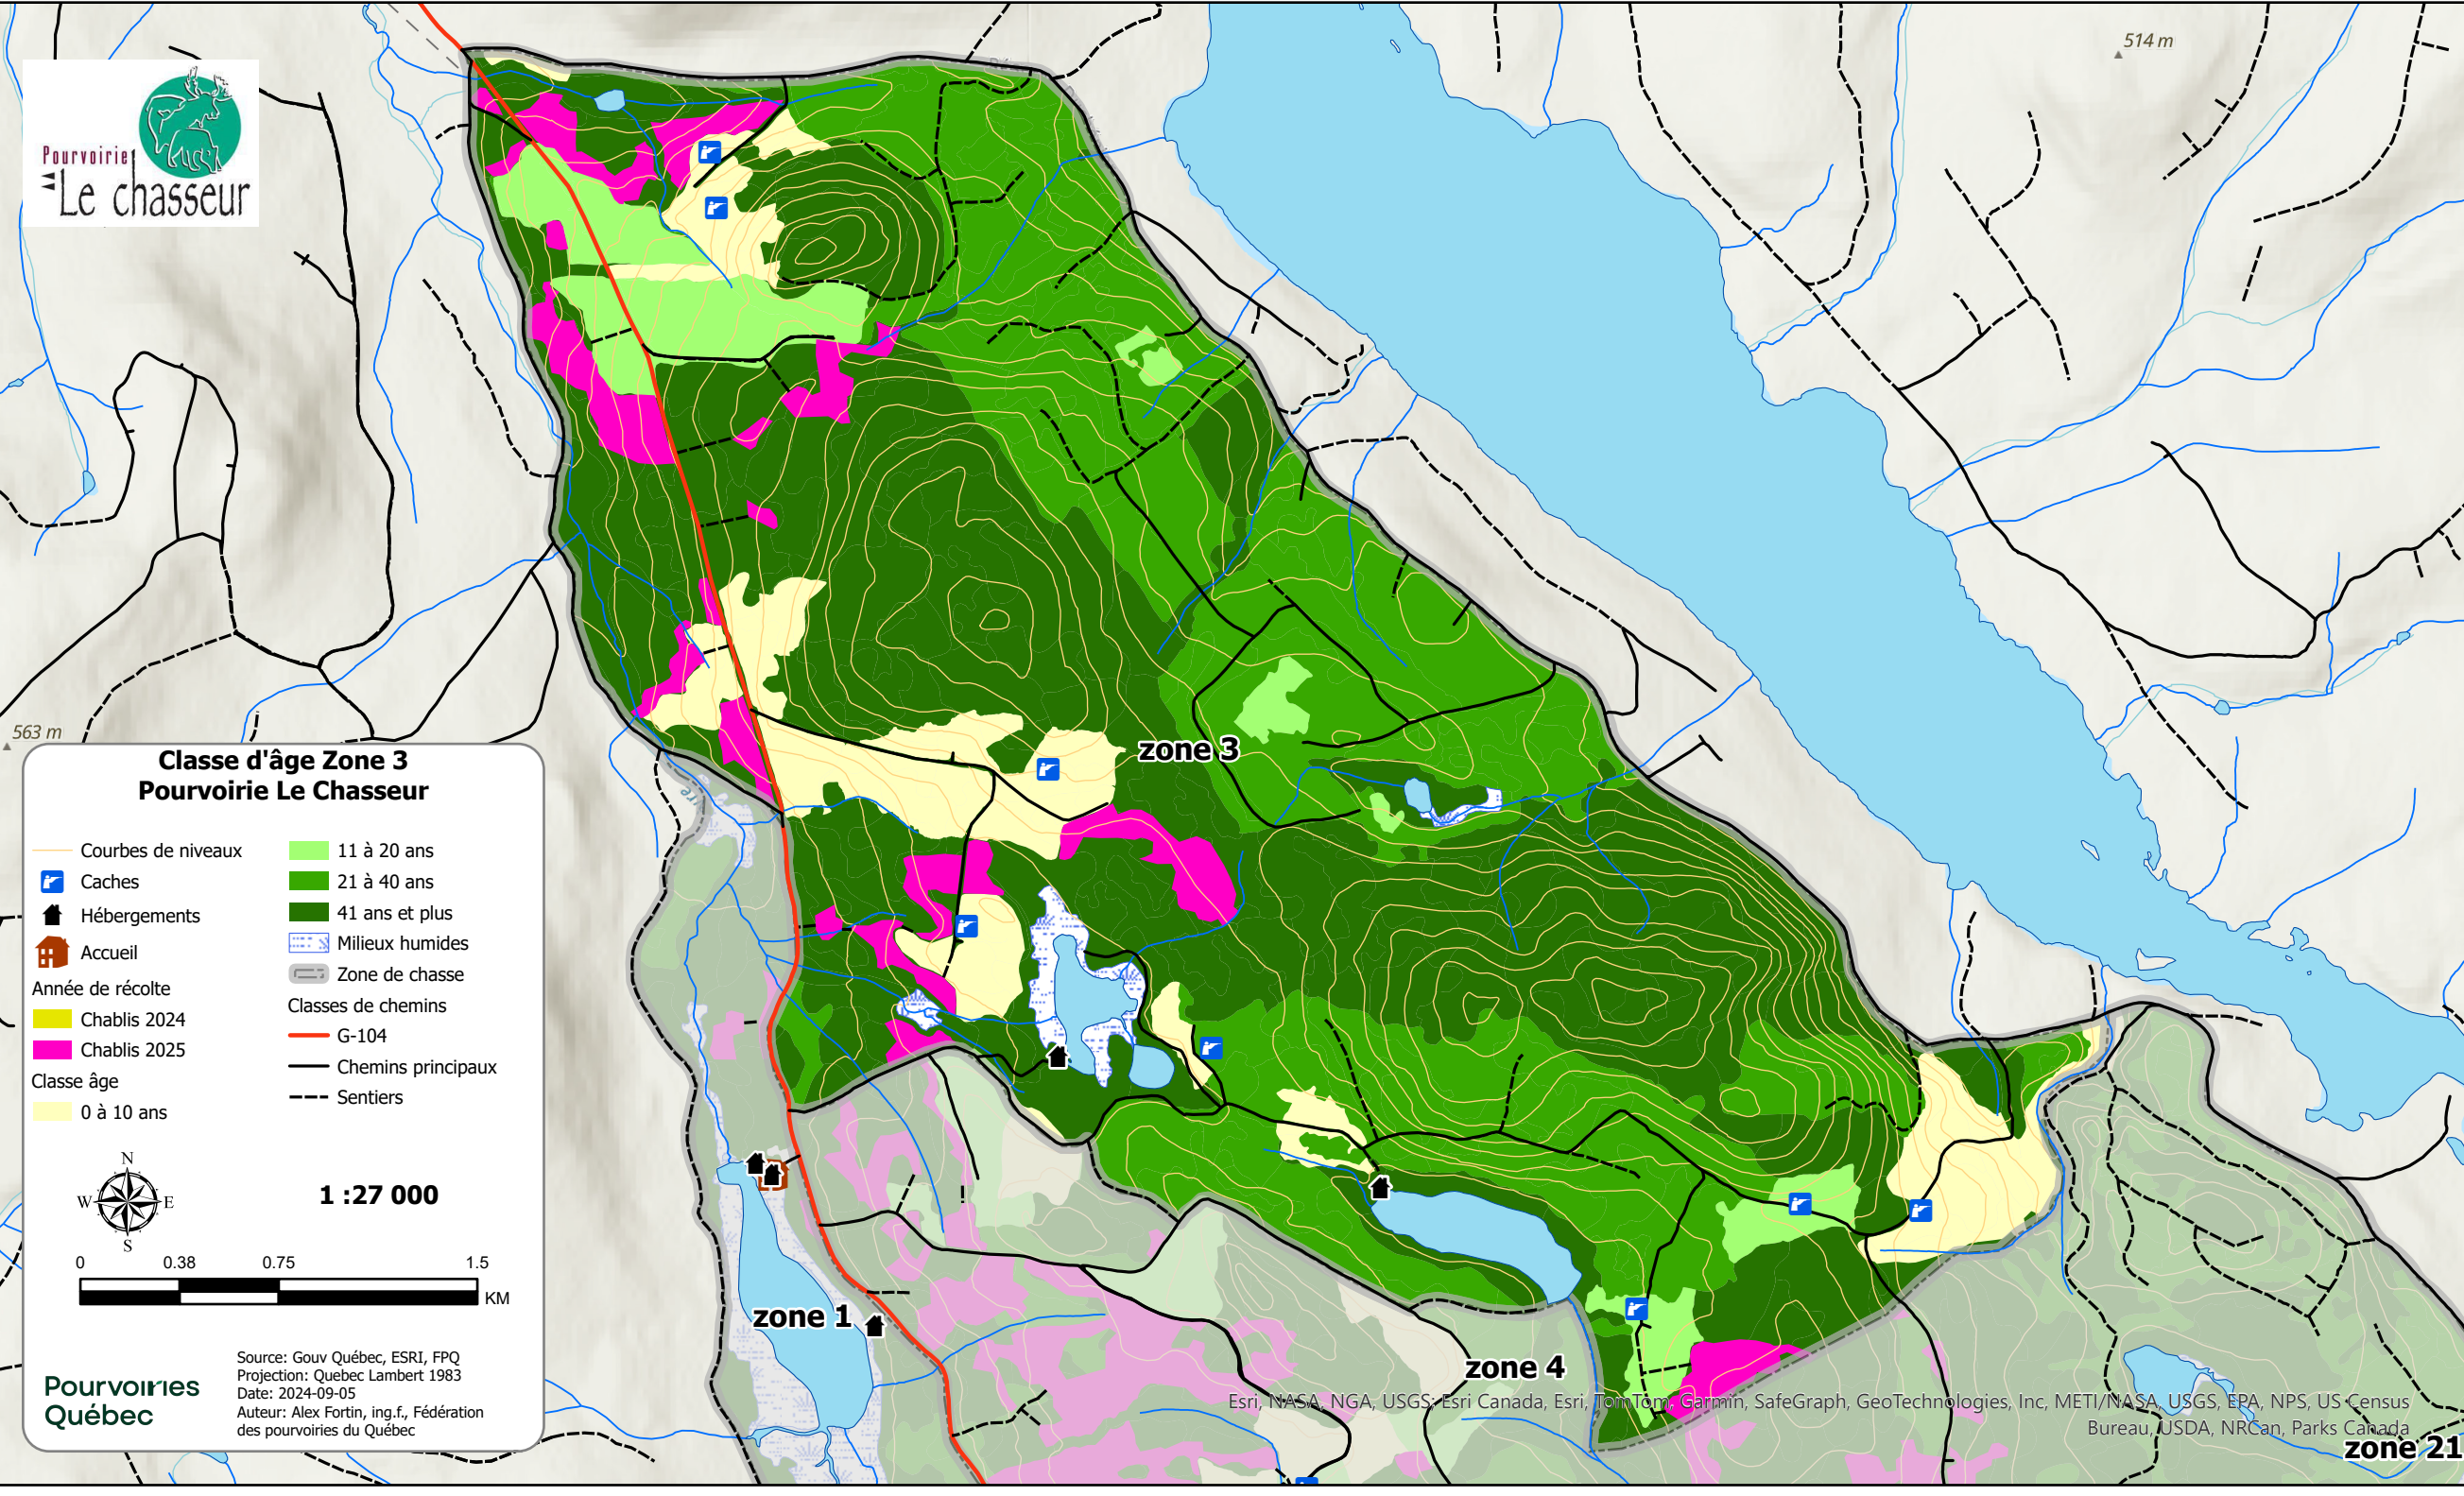 514 m
Pourvoirie
Le chasseur
563 m
zone 3
Classe d'âge Zone 3
Pourvoirie Le Chasseur
Courbes de niveaux
Caches
Hébergements
Accueil
Année de récolte
Chablis 2024
Chablis 2025
Classe âge
0 à 10 ans
11 à 20 ans
21 à 40 ans
41 ans et plus
Milieux humides
Zone de chasse
Classes de chemins
G-104
Chemins principaux
Sentiers
N
W E
S
1 :27 000
0 0.38 0.75 1.5
KM
Pourvoiries
Québec
Source: Gouv Québec, ESRI, FPQ
Projection: Quebec Lambert 1983
Date: 2024-09-05
Auteur: Alex Fortin, ing.f., Fédération
des pourvoiries du Québec
zone 1
zone 4
Esri, NASA, NGA, USGS; Esri Canada, Esri, TomTom, Garmin, SafeGraph, GeoTechnologies, Inc, METI/NASA, USGS, EPA, NPS, US Census
Bureau, USDA, NRCan, Parks Canada
zone 21